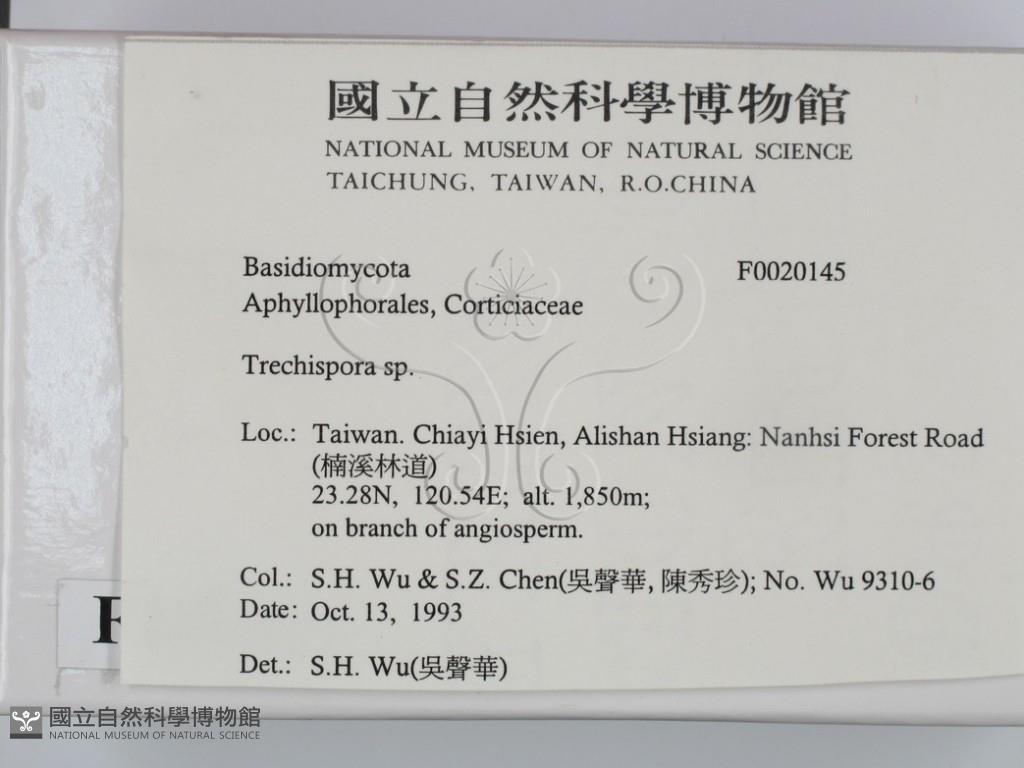 國立自然科學博物館
NATIONAL MUSEUM OF NATURAL SCIENCE
TAICHUNG, TAIWAN, R.O.CHINA
Basidiomycota F0020145
Aphyllophorales, Corticiaceae
Trechispora sp.
Loc.: Taiwan. Chiayi Hsien, Alishan Hsiang: Nanhsi Forest Road
(楠溪林道)
23.28N, 120.54E; alt. 1,850m;
on branch of angiosperm.
Col.: S.H. Wu & S.Z. Chen(吳聲華, 陳秀珍); No. Wu 9310-6
Date: Oct. 13, 1993
Det.: S.H. Wu(吳聲華)
國立自然科學博物館
NATIONAL MUSEUM OF NATURAL SCIENCE